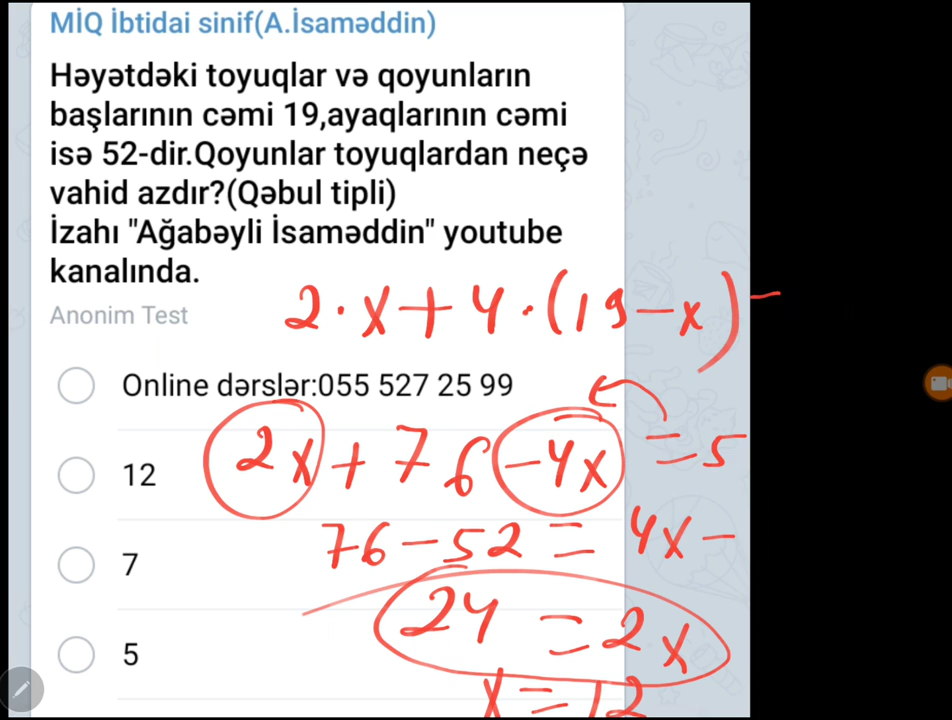 MİQ İbtidai sinif(A.İsaməddin)
Həyətdəki toyuqlar və qoyunların
başlarının cəmi 19,ayaqlarının cəmi
isə 52-dir.Qoyunlar toyuqlardan neçə
vahid azdır?(Qəbul tipli)
İzahı "Ağabəyli İsaməddin" youtube
kanalında.
Anonim Test
2·x+4·(19-x)-
Online dərslər:055 527 25 99
2x+76-4x=5
12
76-52=4x-
7
24=2x
5
x=12